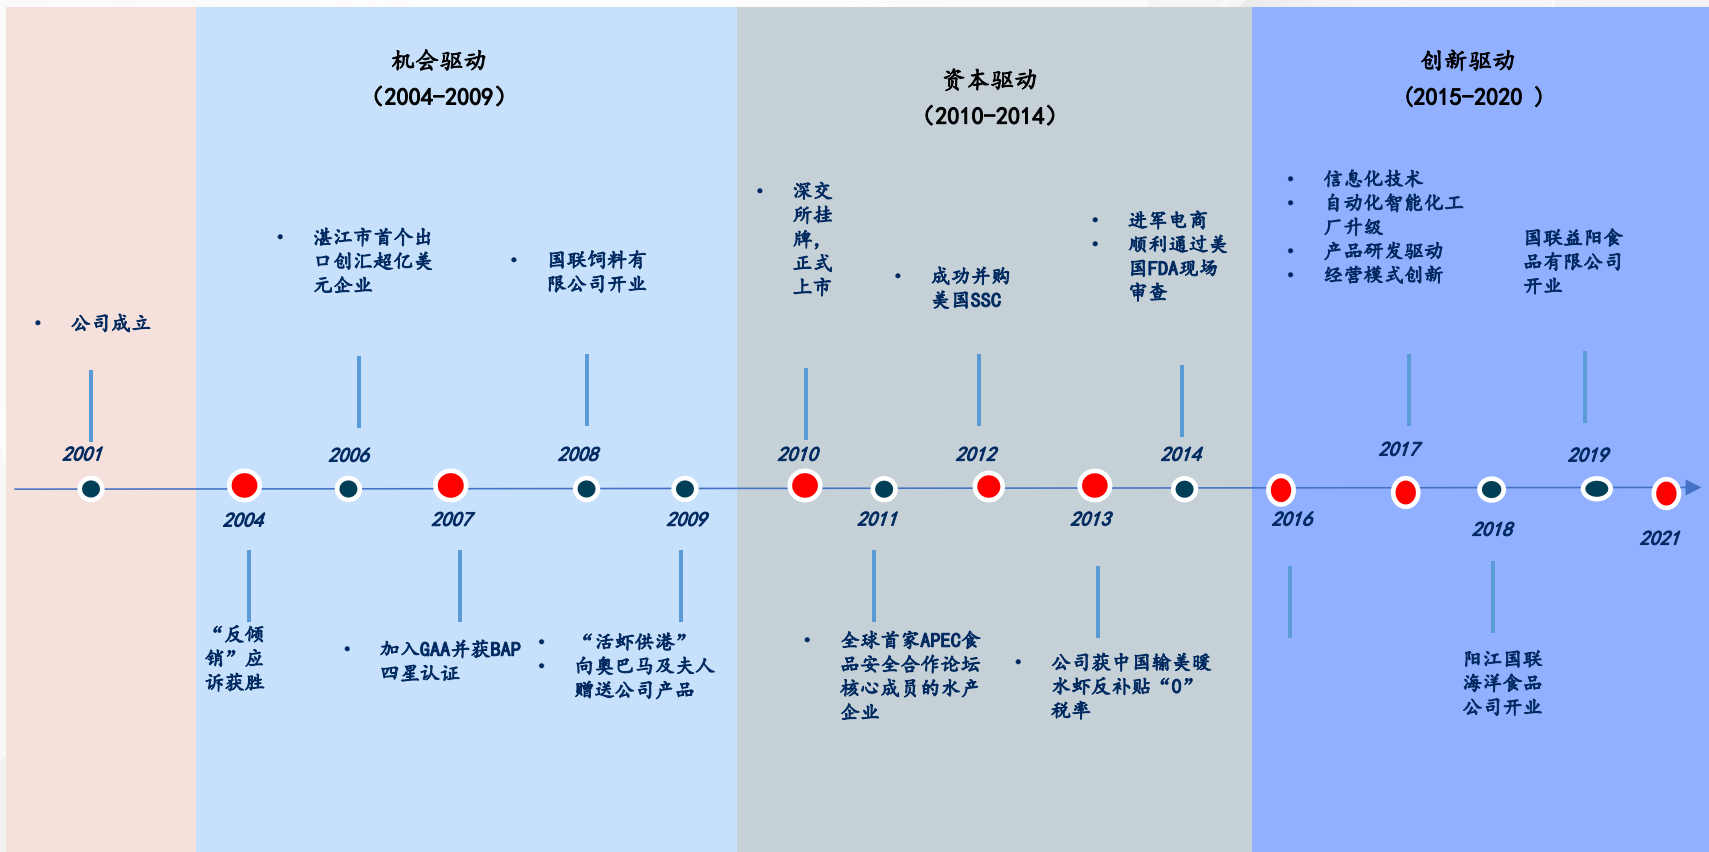 机会驱动
（2004-2009）
资本驱动
（2010-2014）
创新驱动
（2015-2020 ）
• 公司成立
• 湛江市首个出
口创汇超亿美
元企业
• 国联饲料有
限公司开业
• 深交
所挂
牌，
正式
上市
• 成功并购
美国SSC
• 进军电商
• 顺利通过美
国FDA现场
审查
• 信息化技术
• 自动化智能化工
厂升级
• 产品研发驱动
• 经营模式创新
国联益阳食
品有限公司
开业
2001
2006
2008
2010
2012
2014
2017
2019
2004
2007
2009
2011
2013
2016
2018
2021
“反倾
销”应
诉获胜
• 加入GAA并获BAP
四星认证
• “活虾供港”
• 向奥巴马及夫人
赠送公司产品
• 全球首家APEC食
品安全合作论坛
核心成员的水产
企业
• 公司获中国输美暖
水虾反补贴“0”
税率
阳江国联
海洋食品
公司开业